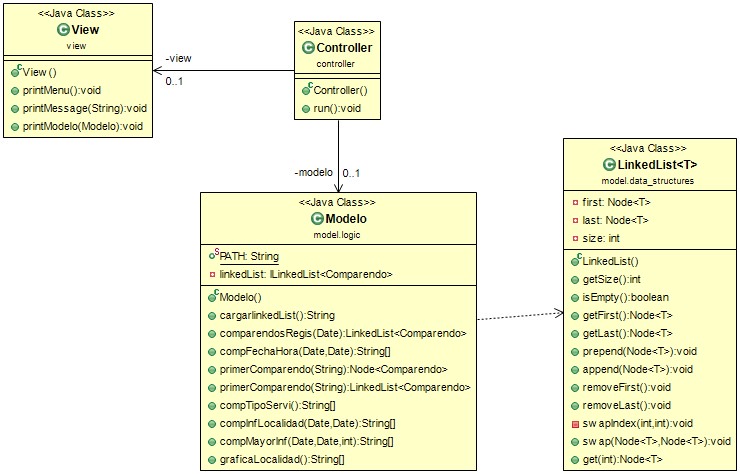 <<Java Class>>
View
view
View()
printMenu():void
printMessage(String):void
printModelo(Modelo):void
-view
0..1
<<Java Class>>
Controller
controller
Controller()
run():void
-modelo
0..1
<<Java Class>>
Modelo
model.logic
PATH: String
linkedList: ILinkedList<Comparendo>
Modelo()
cargarlinkedList():String
comparendosRegis(Date):LinkedList<Comparendo>
compFechaHora(Date,Date):String[]
primerComparendo(String):Node<Comparendo>
primerComparendo(String):LinkedList<Comparendo>
compTipoServi():String[]
compInfLocalidad(Date,Date):String[]
compMayorInf(Date,Date,int):String[]
graficaLocalidad():String[]
<<Java Class>>
LinkedList<T>
model.data_structures
first: Node<T>
last: Node<T>
size: int
LinkedList()
getSize():int
isEmpty():boolean
getFirst():Node<T>
getLast():Node<T>
prepend(Node<T>):void
append(Node<T>):void
removeFirst():void
removeLast():void
swapIndex(int,int):void
swap(Node<T>,Node<T>):void
get(int):Node<T>